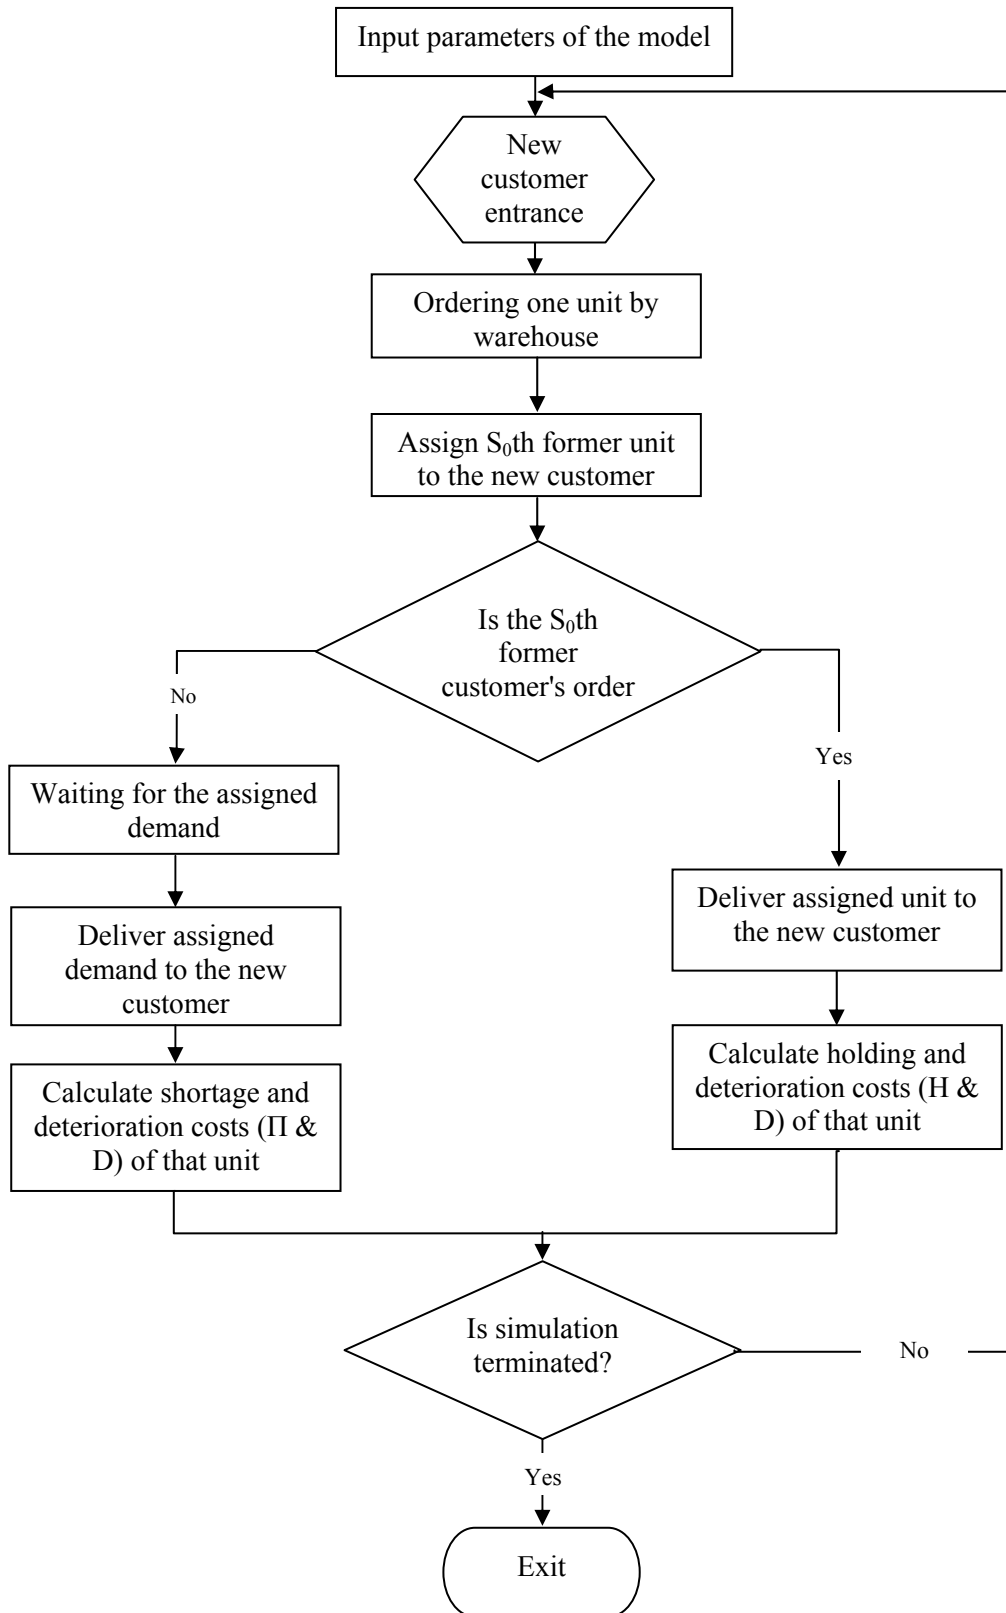 Input parameters of the model
New
customer
entrance
Ordering one unit by
warehouse
Assign S₀th former unit
to the new customer
Is the S₀th
former
customer's order
No
Yes
Waiting for the assigned
demand
Deliver assigned unit to
the new customer
Deliver assigned
demand to the new
customer
Calculate holding and
deterioration costs (H &
D) of that unit
Calculate shortage and
deterioration costs (Π &
D) of that unit
Is simulation
terminated?
No
Yes
Exit